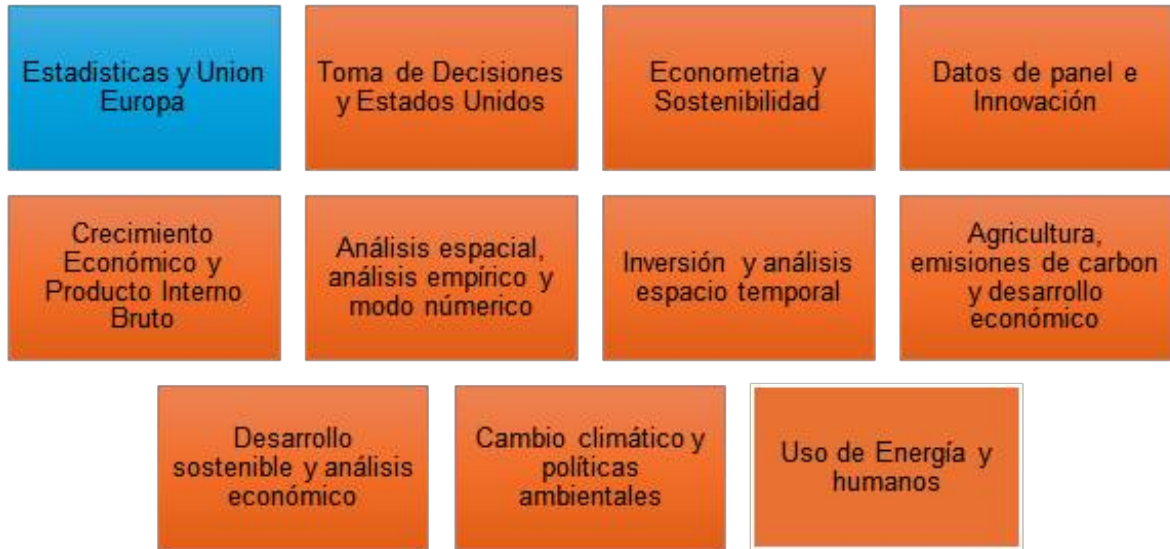 Estadisticas y Union
Europa
Toma de Decisiones
y Estados Unidos
Econometria y
Sostenibilidad
Datos de panel e
Innovación
Crecimiento
Económico y
Producto Interno
Bruto
Análisis espacial,
análisis empírico y
modo númerico
Inversión y análisis
espacio temporal
Agricultura,
emisiones de carbon
y desarrollo
económico
Desarrollo
sostenible y análisis
económico
Cambio climático y
políticas
ambientales
Uso de Energía y
humanos